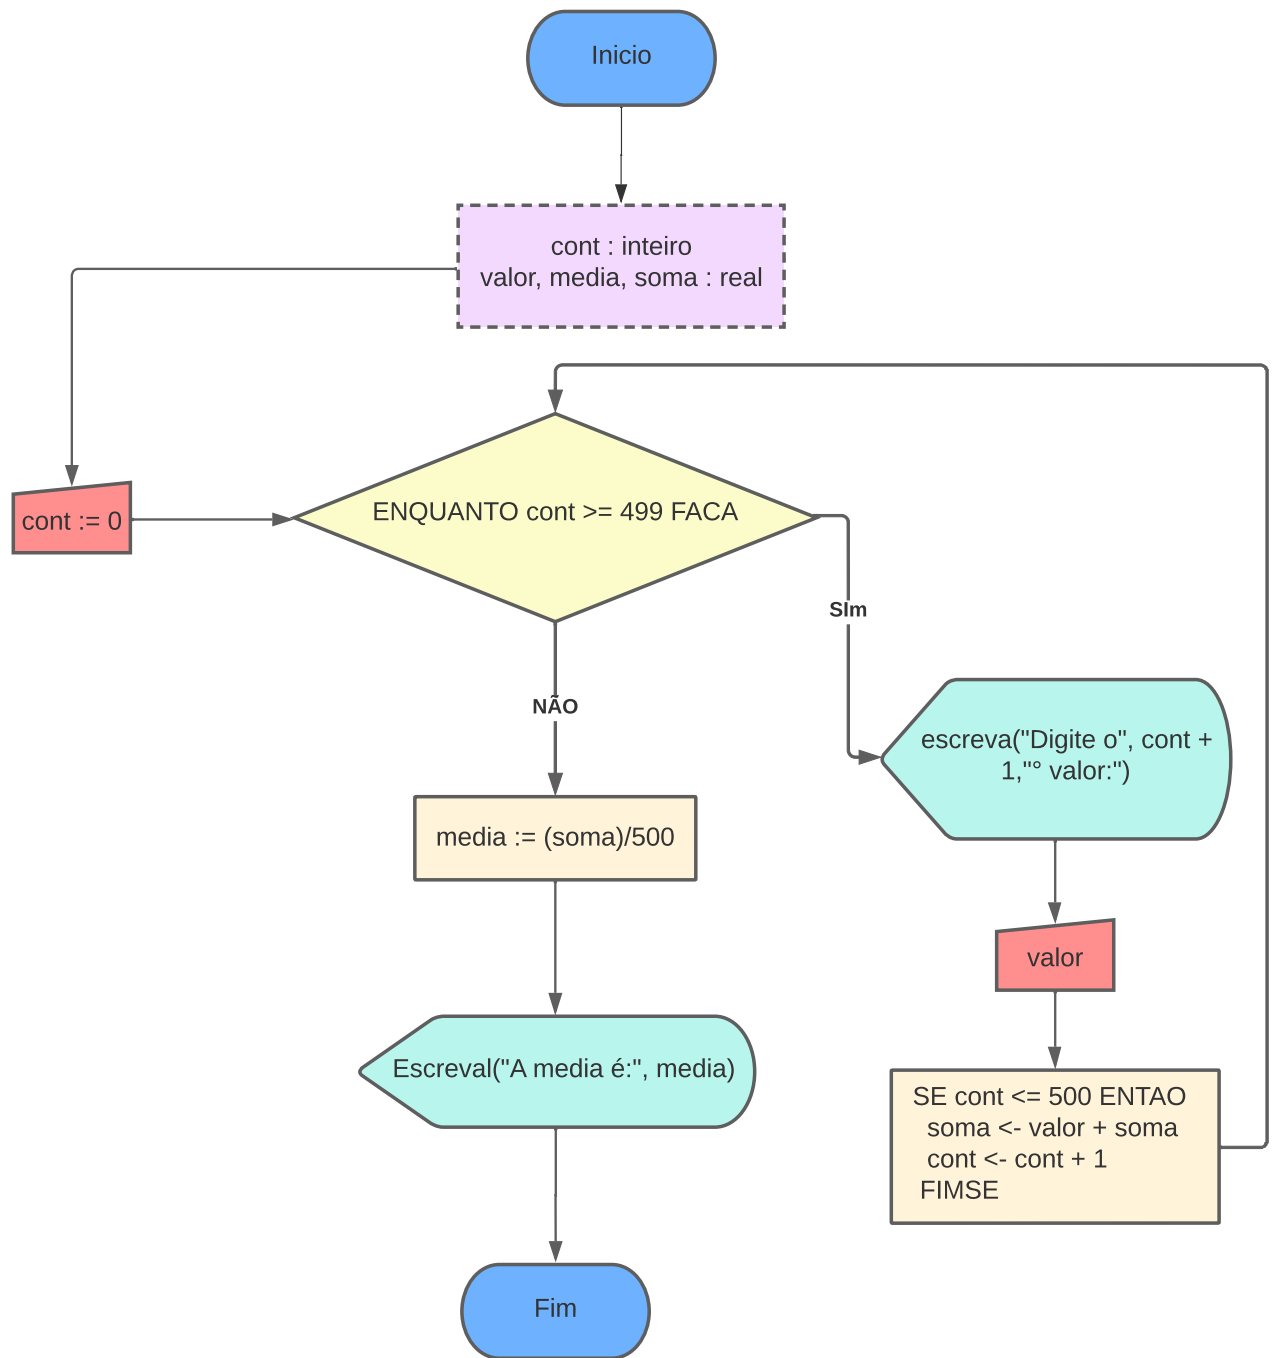 Inicio
cont : inteiro
valor, media, soma : real
cont := 0
ENQUANTO cont >= 499 FACA
SIm
NÃO
escreva("Digite o", cont +
1,"° valor:")
media := (soma)/500
valor
Escreval("A media é:", media)
SE cont <= 500 ENTAO
soma <- valor + soma
cont <- cont + 1
FIMSE
Fim